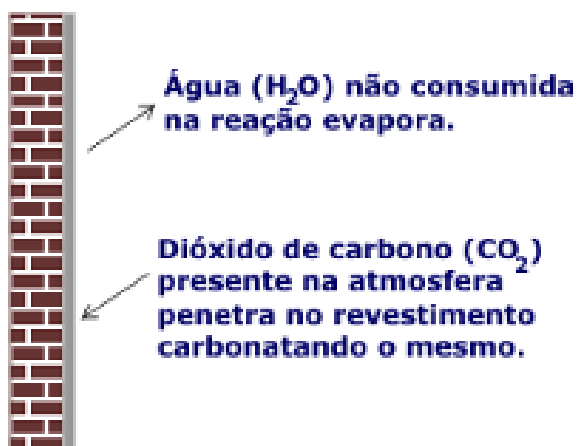 Água (H₂O) não consumida
na reação evapora.
Dióxido de carbono (CO₂)
presente na atmosfera
penetra no revestimento
carbonatando o mesmo.